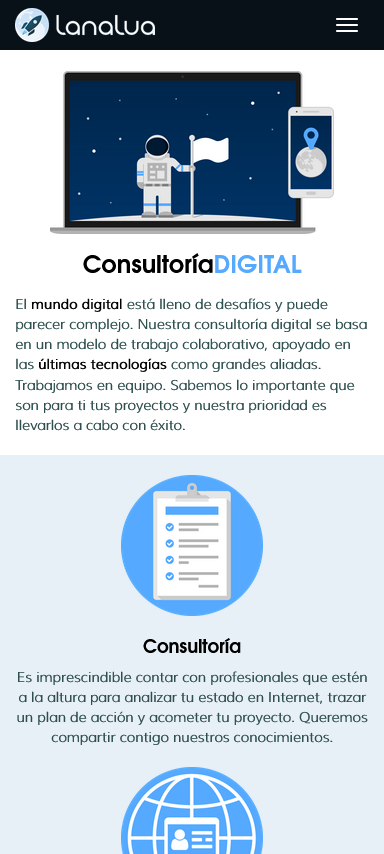 Lanalua
ConsultoríaDIGITAL
El mundo digital está lleno de desafíos y puede
parecer complejo. Nuestra consultoría digital se basa
en un modelo de trabajo colaborativo, apoyado en
las últimas tecnologías como grandes aliadas.
Trabajamos en equipo. Sabemos lo importante que
son para ti tus proyectos y nuestra prioridad es
llevarlos a cabo con éxito.
Consultoría
Es imprescindible contar con profesionales que estén
a la altura para analizar tu estado en Internet, trazar
un plan de acción y acometer tu proyecto. Queremos
compartir contigo nuestros conocimientos.